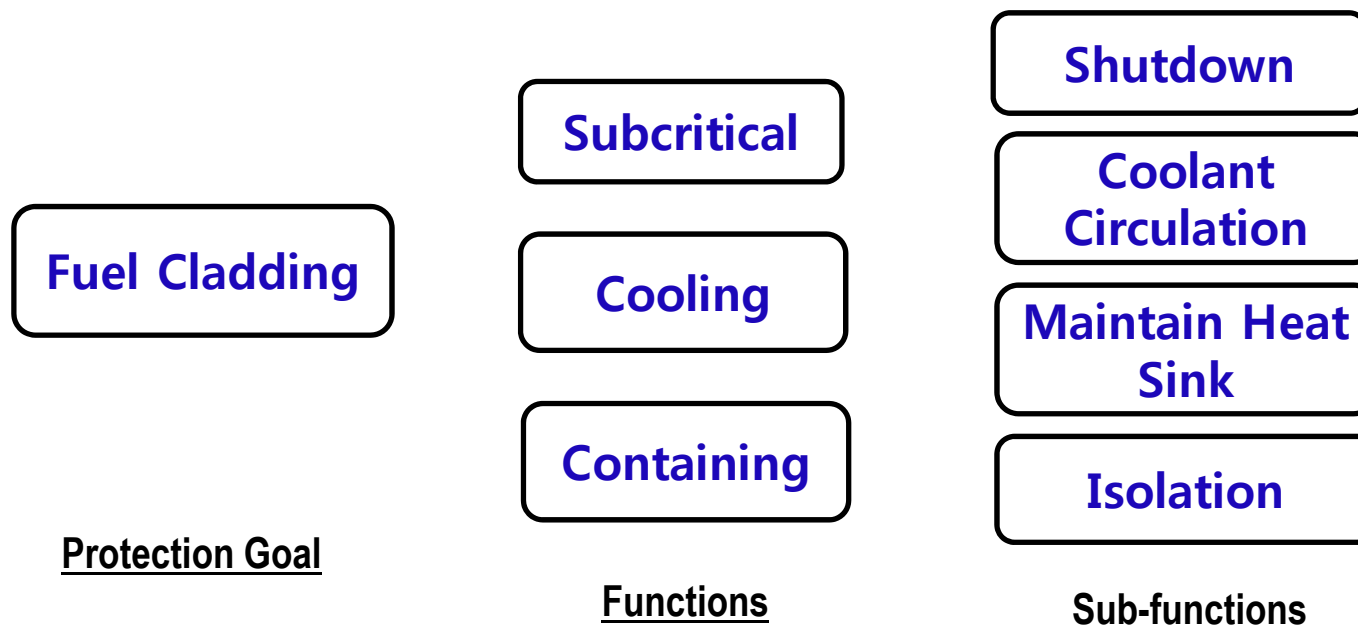 Fuel Cladding
Protection Goal
Subcritical
Cooling
Containing
Functions
Shutdown
Coolant
Circulation
Maintain Heat
Sink
Isolation
Sub-functions